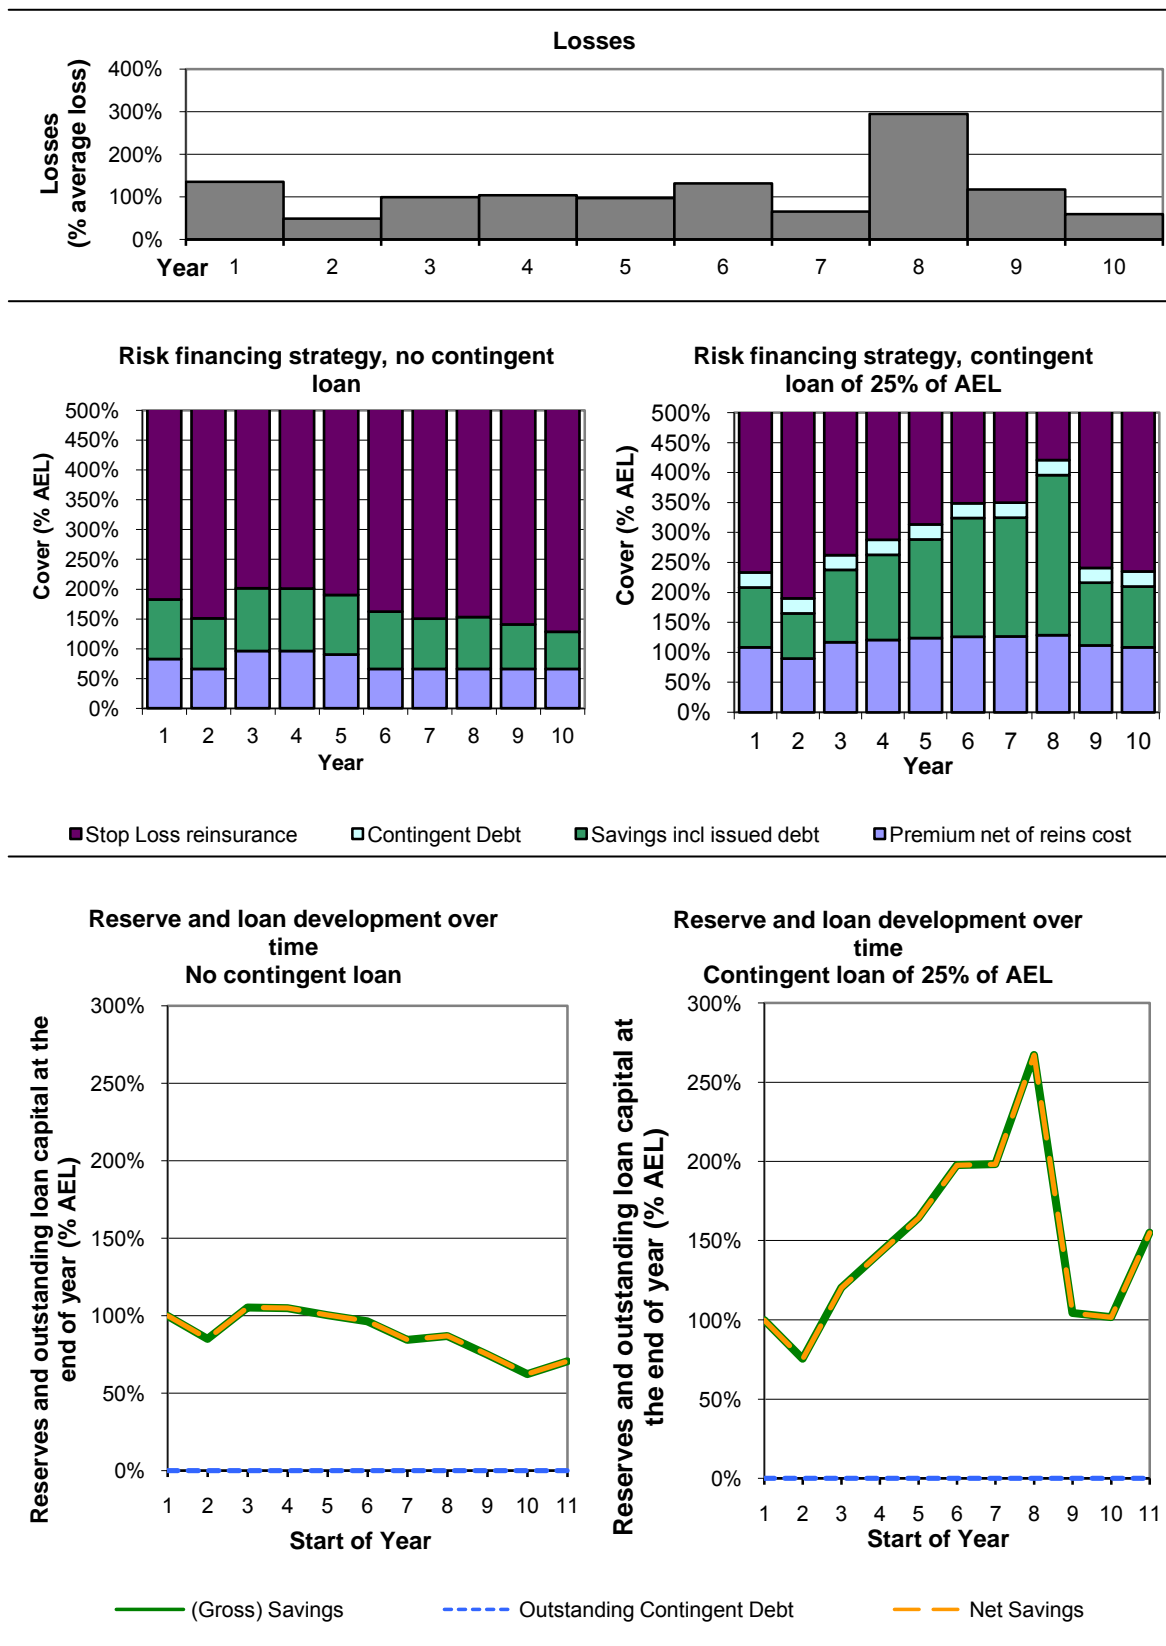 Losses
Losses
(% average loss)
400%
300%
200%
100%
0%
Year 1 2 3 4 5 6 7 8 9 10
Risk financing strategy, no contingent
loan
Cover (% AEL)
500%
450%
400%
350%
300%
250%
200%
150%
100%
50%
0%
1 2 3 4 5 6 7 8 9 10
Year
Risk financing strategy, contingent
loan of 25% of AEL
Cover (% AEL)
500%
450%
400%
350%
300%
250%
200%
150%
100%
50%
0%
1 2 3 4 5 6 7 8 9 10
Year
Stop Loss reinsurance Contingent Debt Savings incl issued debt Premium net of reins cost
Reserve and loan development over
time
No contingent loan
Reserves and outstanding loan capital at the
end of year (% AEL)
300%
250%
200%
150%
100%
50%
0%
1 2 3 4 5 6 7 8 9 10 11
Start of Year
Reserve and loan development over
time
Contingent loan of 25% of AEL
Reserves and outstanding loan capital at
the end of year (% AEL)
300%
250%
200%
150%
100%
50%
0%
1 2 3 4 5 6 7 8 9 10 11
Start of Year
(Gross) Savings Outstanding Contingent Debt Net Savings